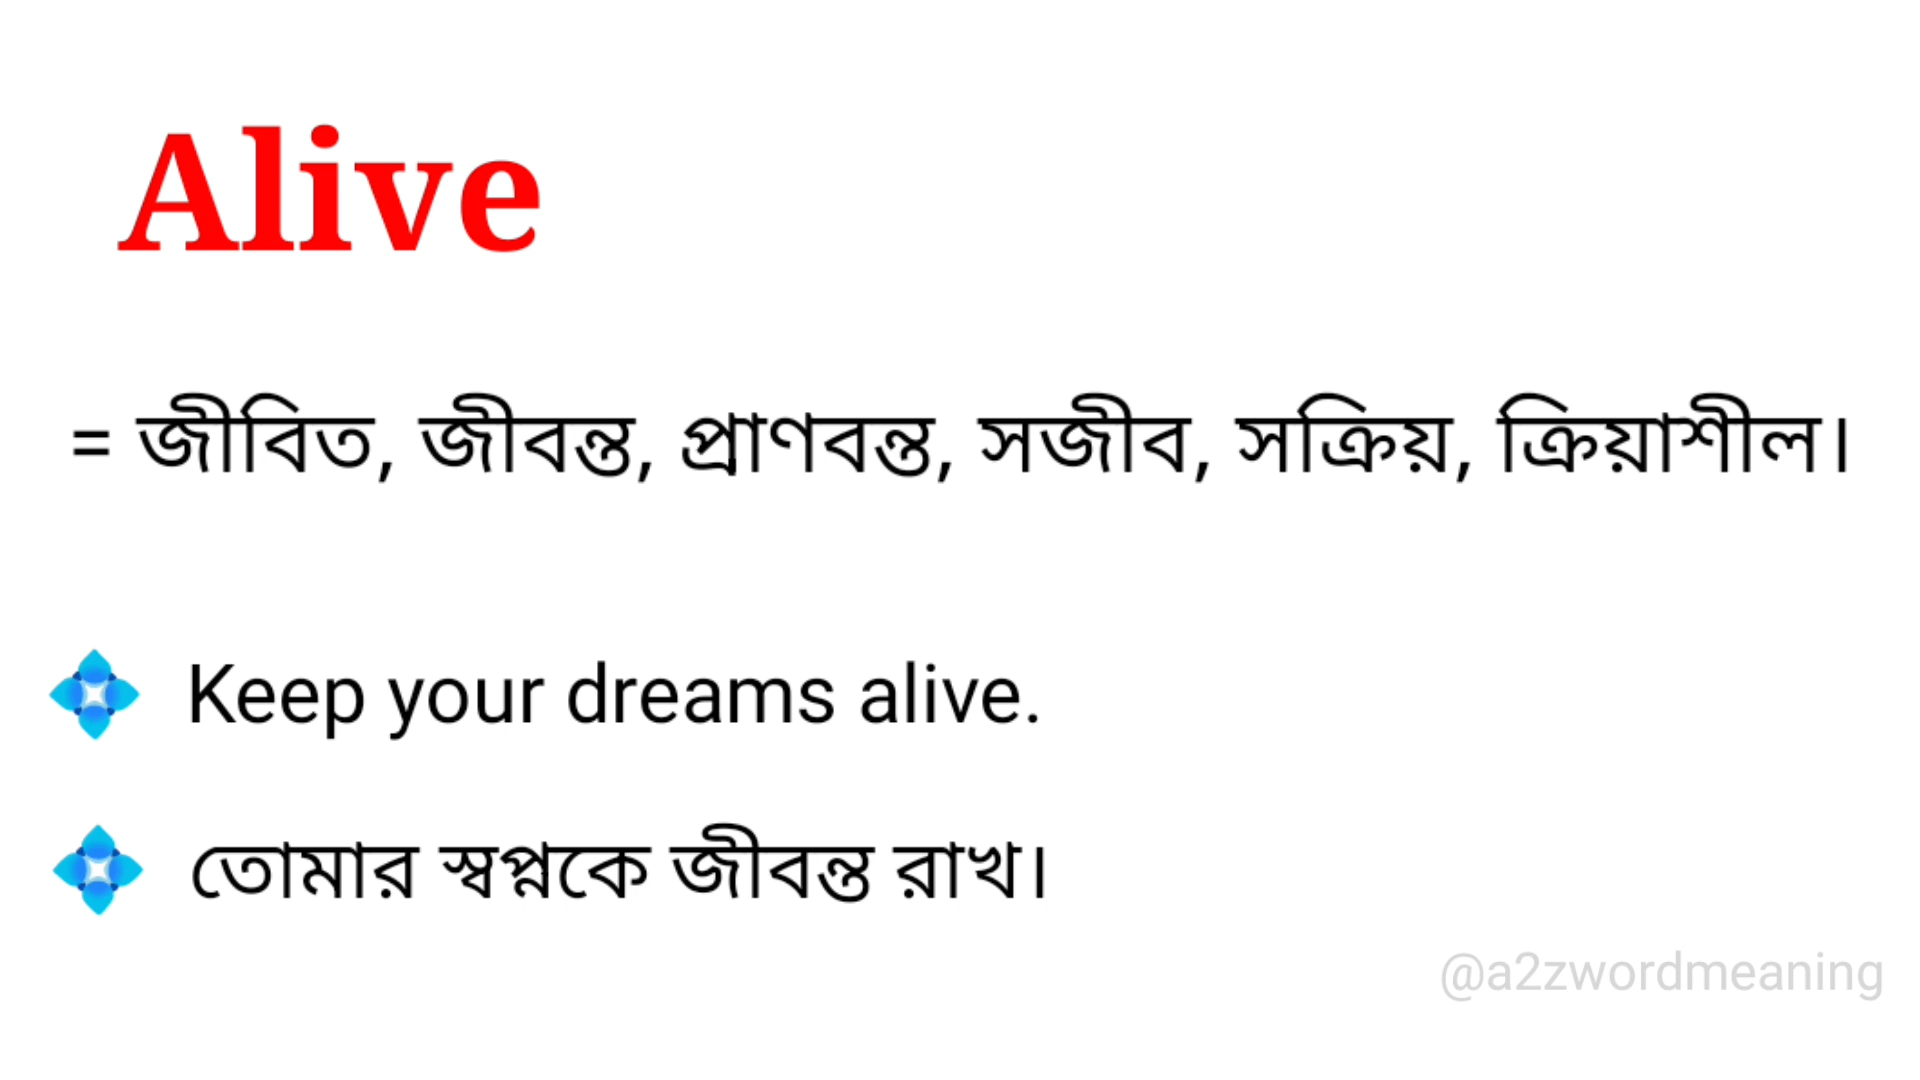 Alive
= জীবিত, জীবন্ত, প্রাণবন্ত, সজীব, সক্রিয়, ক্রিয়াশীল।
Keep your dreams alive.
তোমার স্বপ্নকে জীবন্ত রাখ।
@a2zwordmeaning